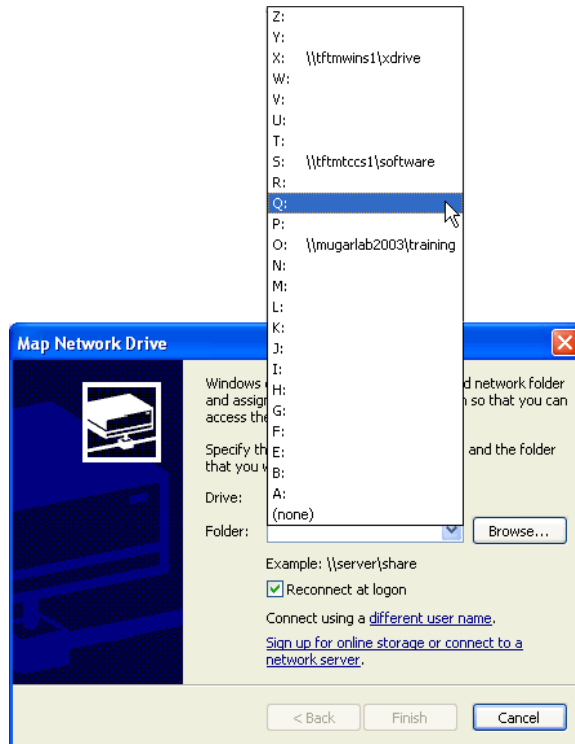 Z:
Y:
X: \\tftmwins1\xdrive
W:
V:
U:
T:
S: \\tftmtccs1\software
R:
Q:
P:
O: \\mugarlab2003\training
N:
M:
L:
K:
J:
I:
H:
G:
F:
E:
B:
A:
(none)
Map Network Drive
Windows d network folder
and assig so that you can
access the
Specify th and the folder
that you
Drive:
Folder: Browse...
Example: \\server\share
Reconnect at logon
Connect using a different user name.
Sign up for online storage or connect to a
network server.
< Back Finish Cancel